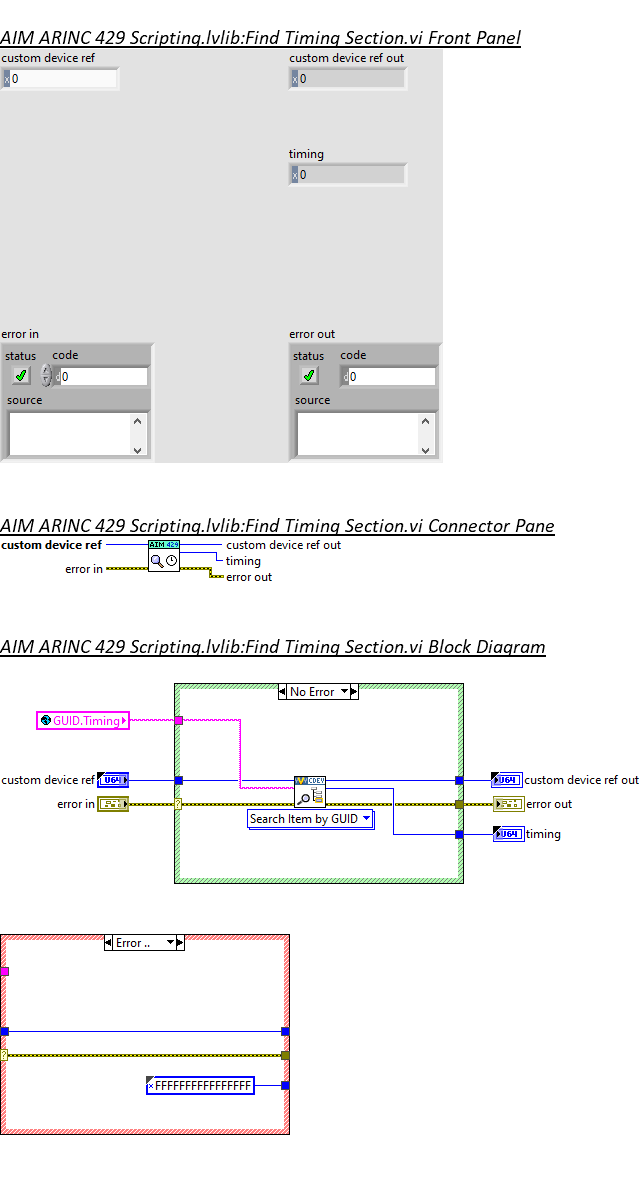 AIM ARINC 429 Scripting.lvlib:Find Timing Section.vi Front Panel
custom device ref
custom device ref out
x 0
x 0
timing
x 0
error in
error out
status code
status code
d 0
d 0
source
source
AIM ARINC 429 Scripting.lvlib:Find Timing Section.vi Connector Pane
custom device ref
AIM 429
custom device ref out
timing
error in
error out
AIM ARINC 429 Scripting.lvlib:Find Timing Section.vi Block Diagram
No Error
GUID.Timing
custom device ref U64
CDEV
U64 custom device ref out
error in
?
error out
Search Item by GUID
U64 timing
Error ..
?
x FFFFFFFFFFFFFFFF